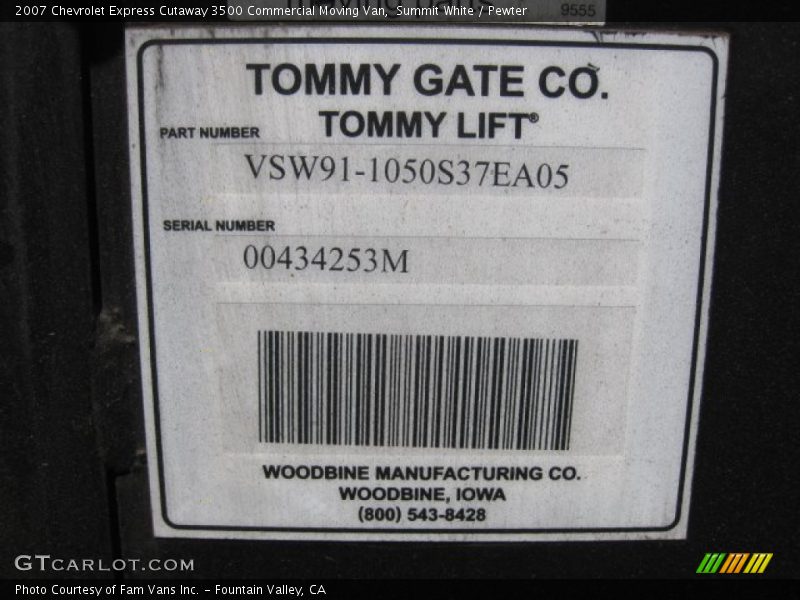 2007 Chevrolet Express Cutaway 3500 Commercial Moving Van, Summit White / Pewter
9555
TOMMY GATE CO.
TOMMY LIFT®
PART NUMBER
VSW91-1050S37EA05
SERIAL NUMBER
00434253M
WOODBINE MANUFACTURING CO.
WOODBINE, IOWA
(800) 543-8428
GTCARLOT.COM
Photo Courtesy of Fam Vans Inc. - Fountain Valley, CA